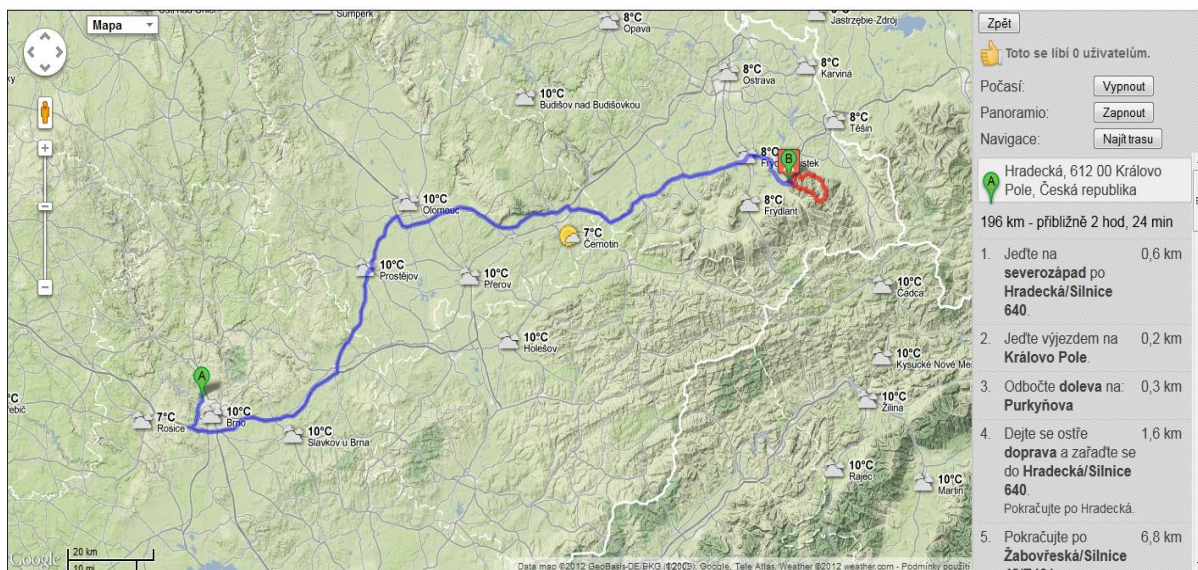 Mapa
Šumperk
8°C
Opava
Jastrzębie-Zdrój
8°C
Ostrava
8°C
Karviná
10°C
Budišov nad Budišovkou
8°C
Těšín
8°C
B
10°C
Olomouc
8°C
Frýdlant
7°C
Černotín
10°C
Prostějov
10°C
Přerov
10°C
Čadca
10°C
Holešov
10°C
Kysucké Nové
A
10°C
Brno
7°C
Rosice
10°C
Slavkov u Brna
10°C
Žilina
10°C
Rajec
10°C
Martin
Google
20 km
10 mi
Data map ©2012 GeoBasis-DE/BKG (©2009), Google, Tele Atlas, Weather ©2012 weather.com - Podmínky použití
Zpět
Toto se líbí 0 uživatelům.
Počasí: Vypnout
Panoramio: Zapnout
Navigace: Najít trasu
A
Hradecká, 612 00 Královo
Pole, Česká republika
196 km - přibližně 2 hod, 24 min
1. Jeďte na 0,6 km
severozápad po
Hradecká/Silnice
640.
2. Jeďte výjezdem na 0,2 km
Královo Pole.
3. Odbočte doleva na: 0,3 km
Purkyňova
4. Dejte se ostře 1,6 km
doprava a zařaďte se
do Hradecká/Silnice
640.
Pokračujte po Hradecká.
5. Pokračujte po 6,8 km
Žabovřeská/Silnice